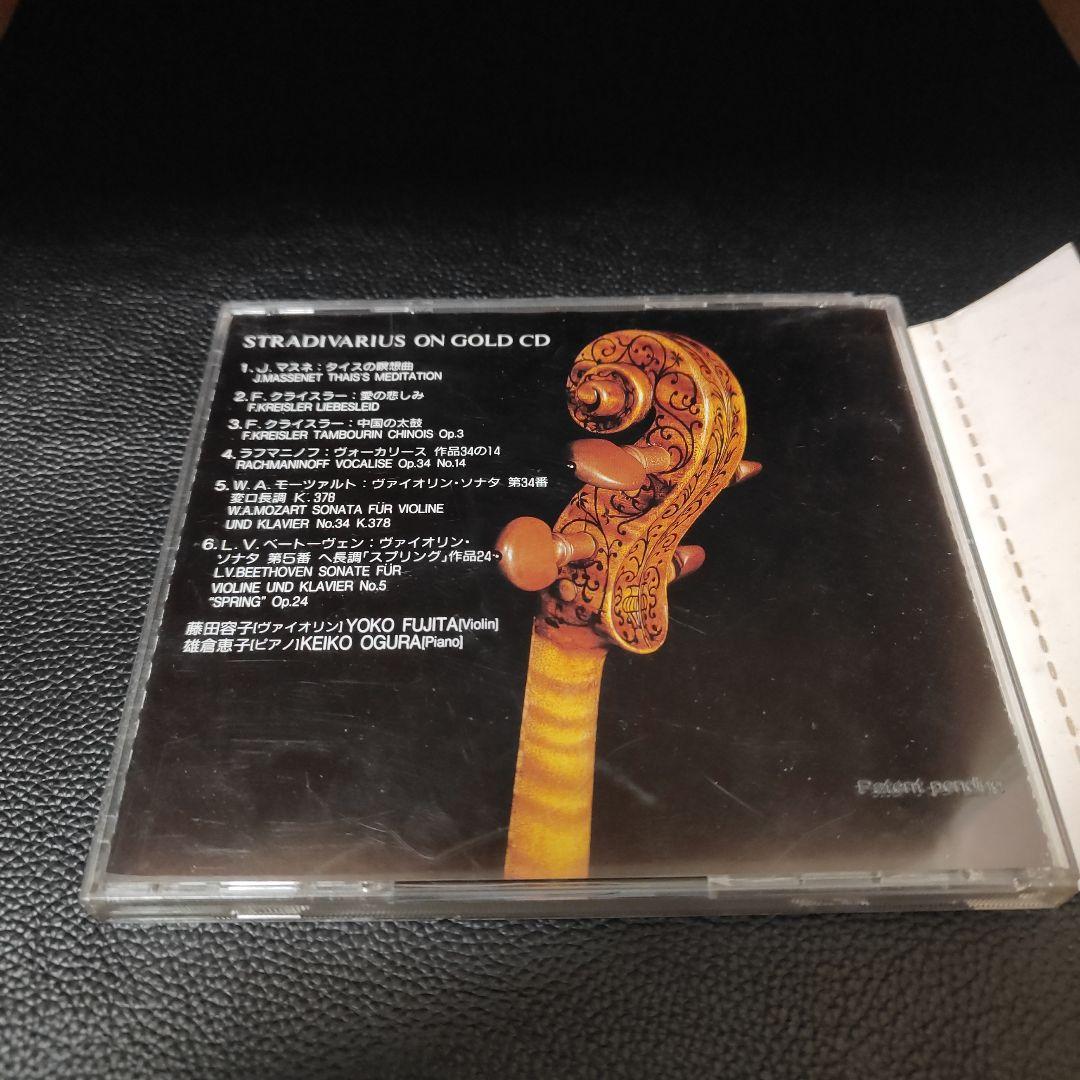 STRADIVARIUS ON GOLD CD
1. J. マスネ：タイスの瞑想曲
J.MASSENET THAIS'S MEDITATION
2. F. クライスラー：愛の悲しみ
F.KREISLER LIEBESLEID
3. F. クライスラー：中国の太鼓
F.KREISLER TAMBOURIN CHINOIS Op.3
4. ラフマニノフ：ヴォーカリース 作品34の14
RACHMANINOFF VOCALISE Op.34 No.14
5. W. A. モーツァルト：ヴァイオリン・ソナタ 第34番
変ロ長調 K. 378
W.A.MOZART SONATA FÜR VIOLINE
UND KLAVIER No.34 K.378
6. L. V. ベートーヴェン：ヴァイオリン・
ソナタ 第5番 ヘ長調「スプリング」作品24
L.V.BEETHOVEN SONATE FÜR
VIOLINE UND KLAVIER No.5
"SPRING" Op.24
藤田容子[ヴァイオリン] YOKO FUJITA[Violin]
雄倉恵子[ピアノ] KEIKO OGURA[Piano]
Patent pending